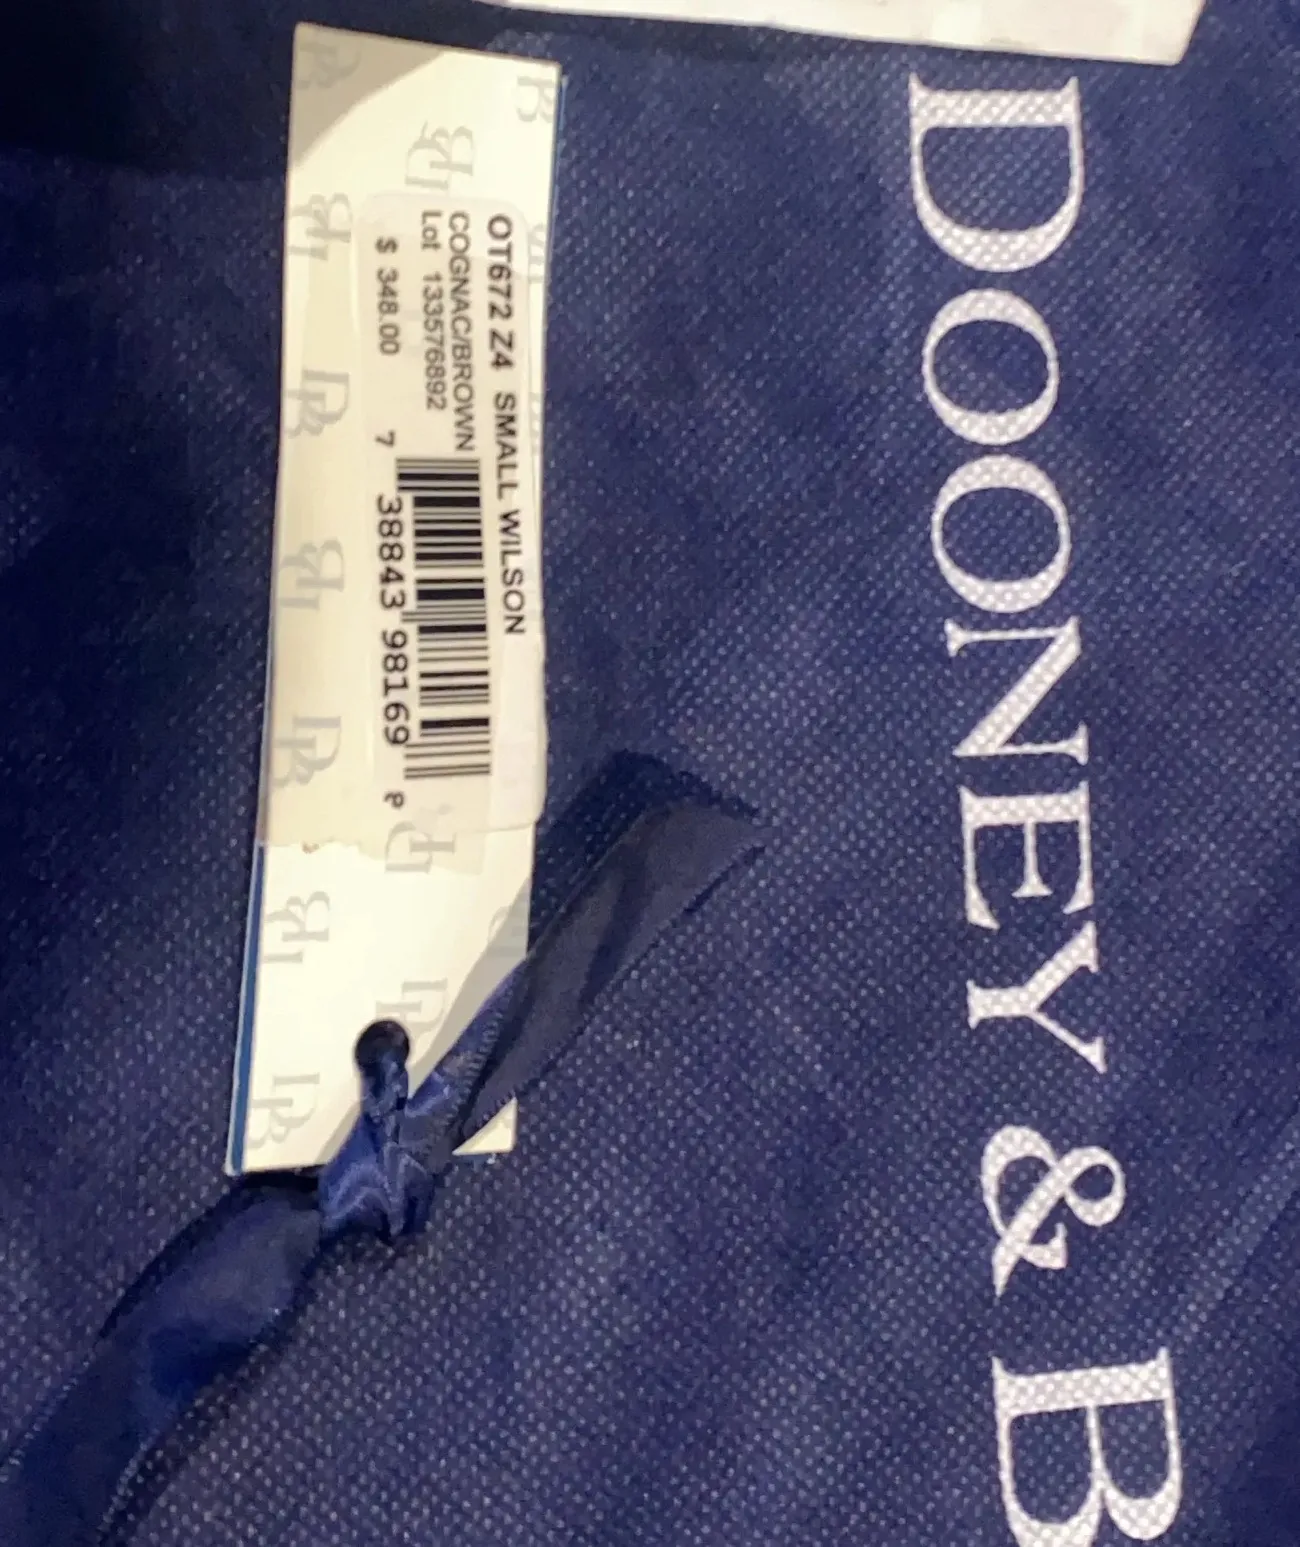 OT672 Z4 SMALL WILSON
COGNAC/BROWN
Lot 133576892
$ 348.00
7 38843 98169 P
DOONEY & B